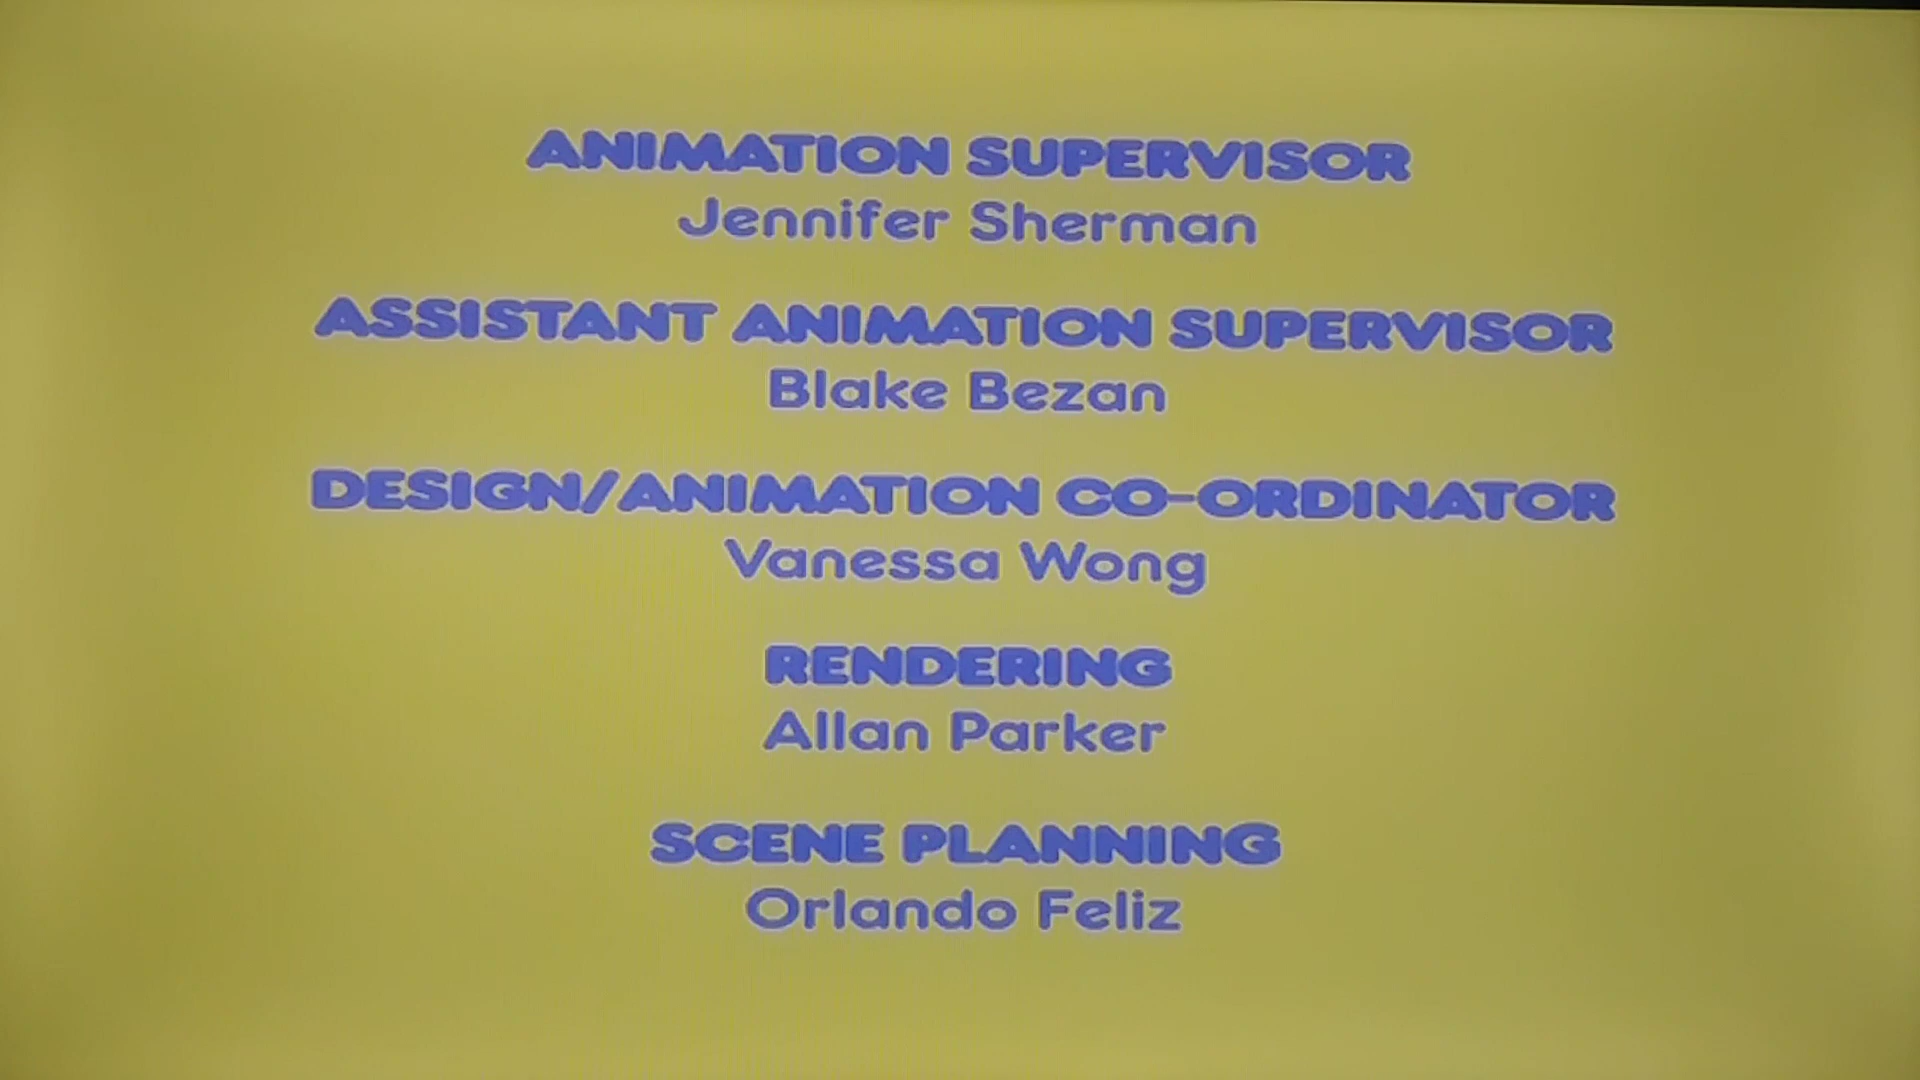 ANIMATION SUPERVISOR
Jennifer Sherman
ASSISTANT ANIMATION SUPERVISOR
Blake Bezan
DESIGN/ANIMATION CO-ORDINATOR
Vanessa Wong
RENDERING
Allan Parker
SCENE PLANNING
Orlando Feliz